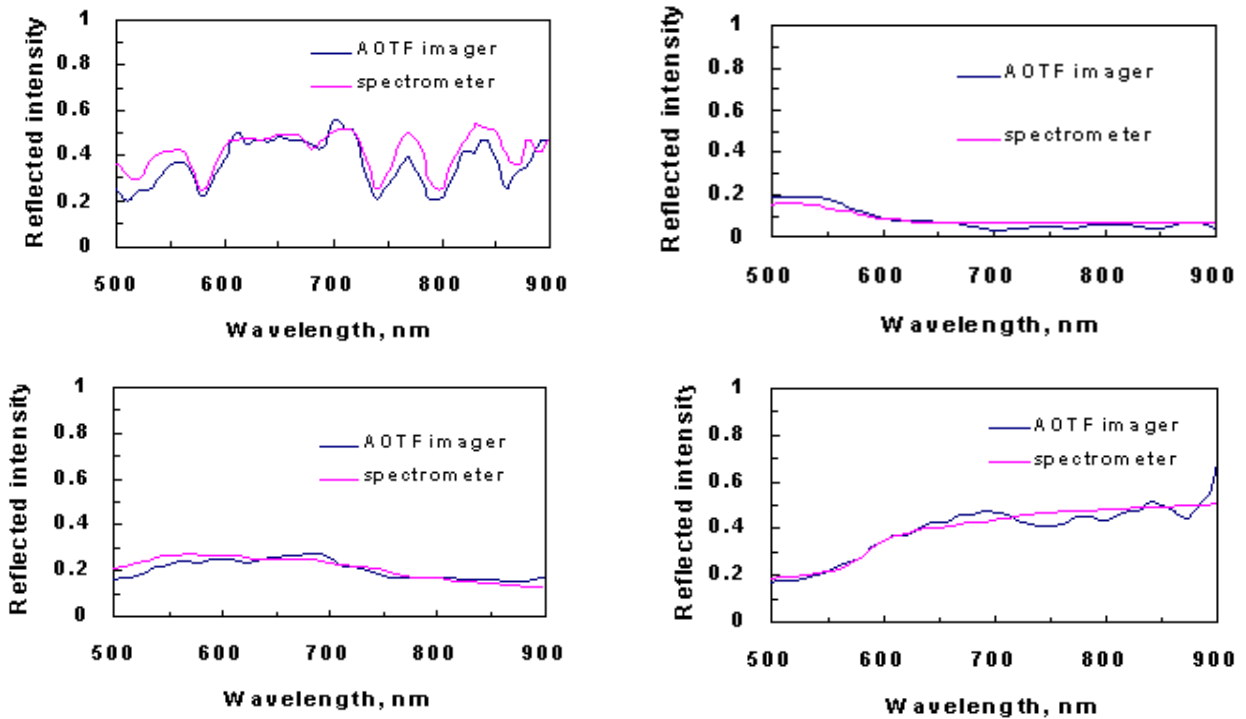 Reflected intensity
1
0.8
0.6
0.4
0.2
0
AOTF imager
spectrometer
500 600 700 800 900
Wavelength, nm
Reflected intensity
1
0.8
0.6
0.4
0.2
0
AOTF imager
spectrometer
500 600 700 800 900
Wavelength, nm
Reflected intensity
1
0.8
0.6
0.4
0.2
0
AOTF imager
spectrometer
500 600 700 800 900
Wavelength, nm
Reflected intensity
1
0.8
0.6
0.4
0.2
0
AOTF imager
spectrometer
500 600 700 800 900
Wavelength, nm